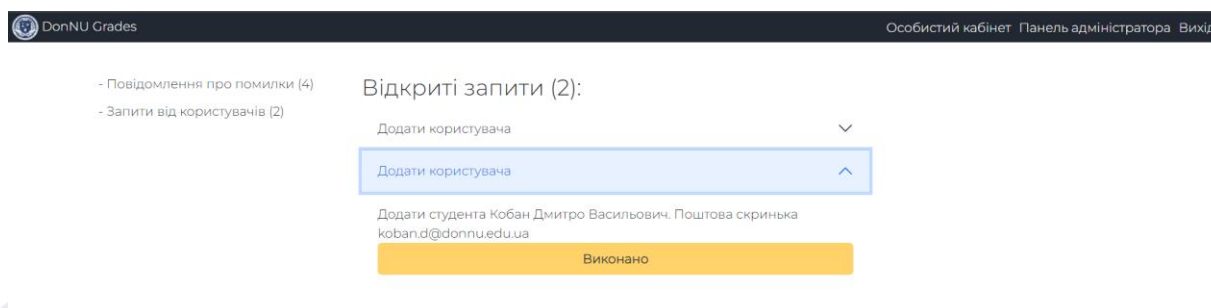 DonNU Grades
Особистий кабінет Панель адміністратора Вихід
- Повідомлення про помилки (4)
- Запити від користувачів (2)
Відкриті запити (2):
Додати користувача
Додати користувача
Додати студента Кобан Дмитро Васильович. Поштова скринька
koban.d@donnu.edu.ua
Виконано